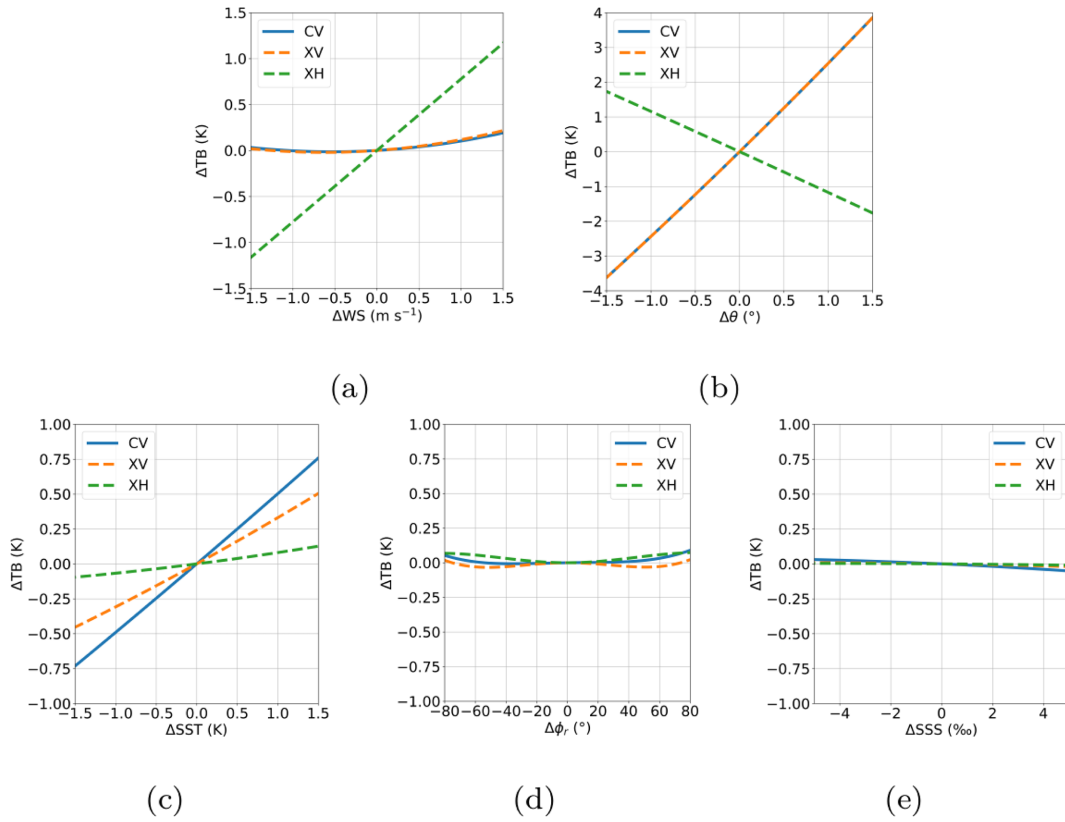 1.5
1.0
0.5
0.0
−0.5
−1.0
1.5
ΔTB (K)
CV
XV
XH
−1.5 −1.0 −0.5 0.0 0.5 1.0 1.5
ΔWS (m s⁻¹)
(a)
4
3
2
1
0
−1
−2
−3
−4
ΔTB (K)
CV
XV
XH
−1.5 −1.0 −0.5 0.0 0.5 1.0 1.5
Δθ (°)
(b)
1.00
0.75
0.50
0.25
0.00
−0.25
−0.50
−0.75
−1.00
ΔTB (K)
CV
XV
XH
−1.5 −1.0 −0.5 0.0 0.5 1.0 1.5
ΔSST (K)
(c)
1.00
0.75
0.50
0.25
0.00
−0.25
−0.50
−0.75
−1.00
ΔTB (K)
CV
XV
XH
−80 −60 −40 −20 0 20 40 60 80
Δϕᵣ (°)
(d)
1.00
0.75
0.50
0.25
0.00
−0.25
−0.50
−0.75
−1.00
ΔTB (K)
CV
XV
XH
−4 −2 0 2 4
ΔSSS (‰)
(e)